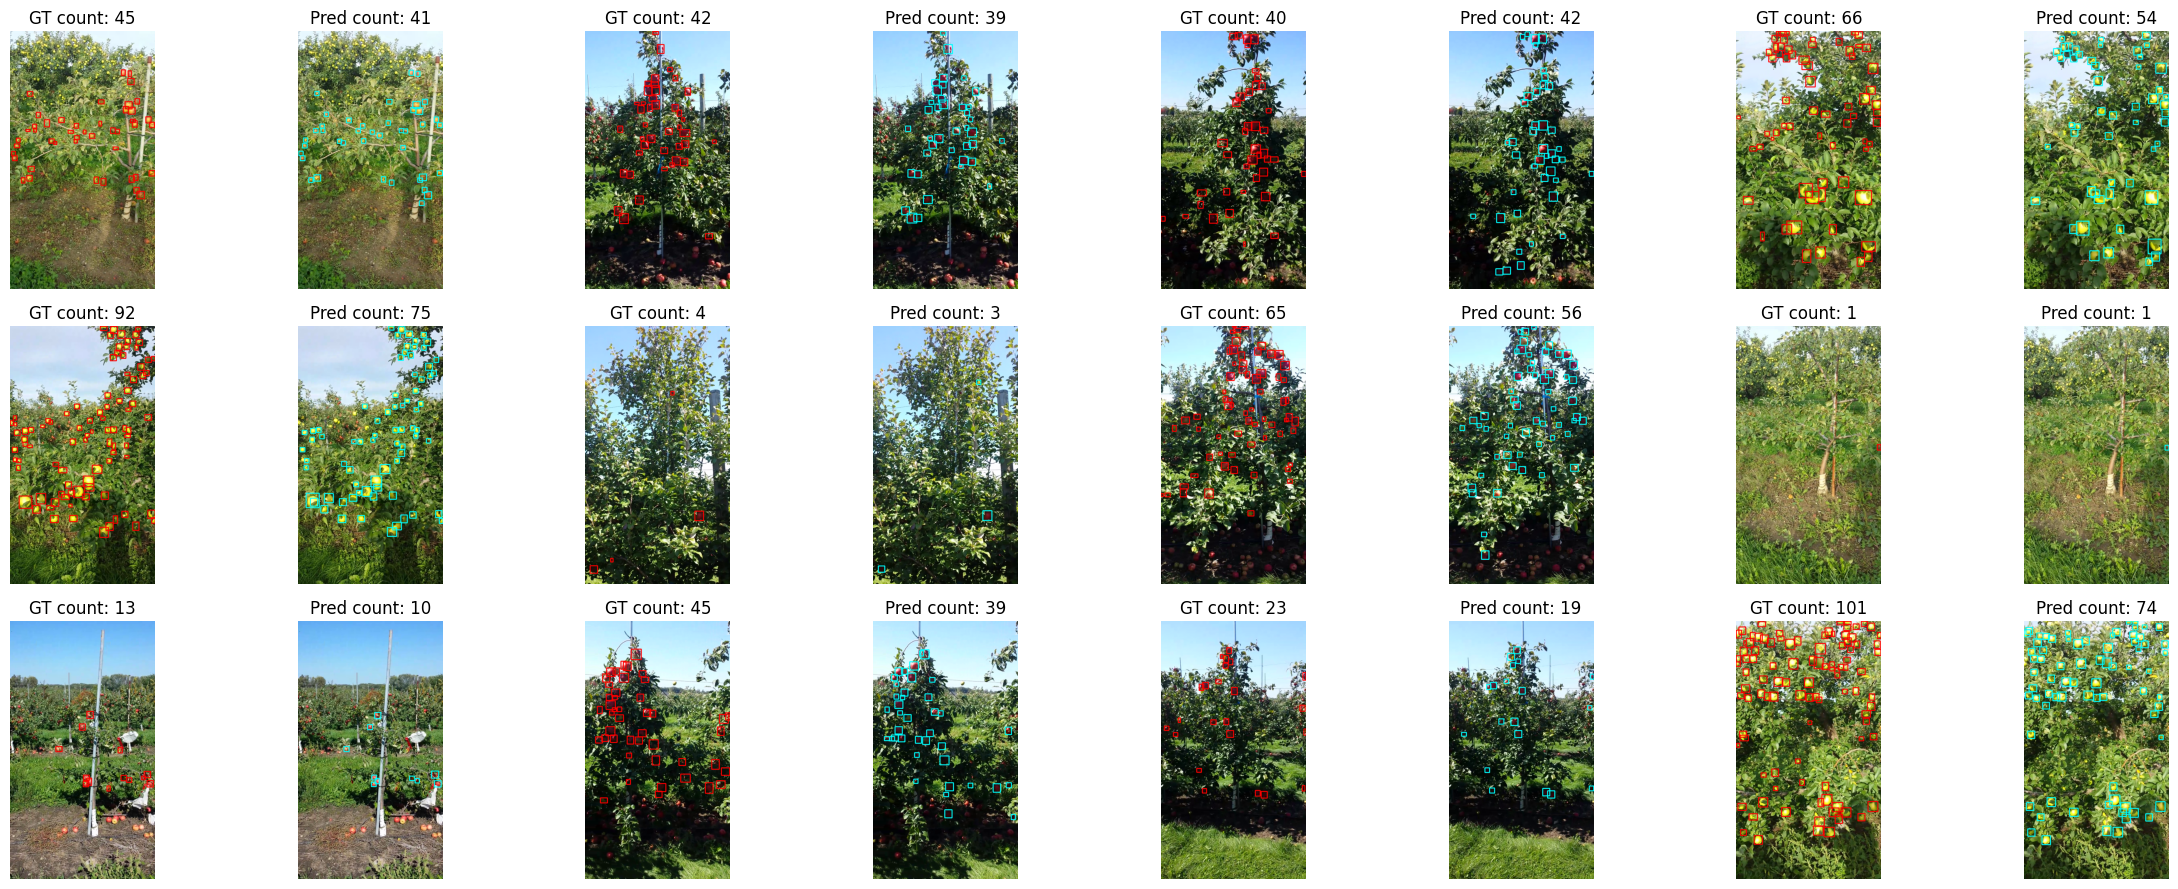 GT count: 45
Pred count: 41
GT count: 42
Pred count: 39
GT count: 40
Pred count: 42
GT count: 66
Pred count: 54
GT count: 92
Pred count: 75
GT count: 4
Pred count: 3
GT count: 65
Pred count: 56
GT count: 1
Pred count: 1
GT count: 13
Pred count: 10
GT count: 45
Pred count: 39
GT count: 23
Pred count: 19
GT count: 101
Pred count: 74